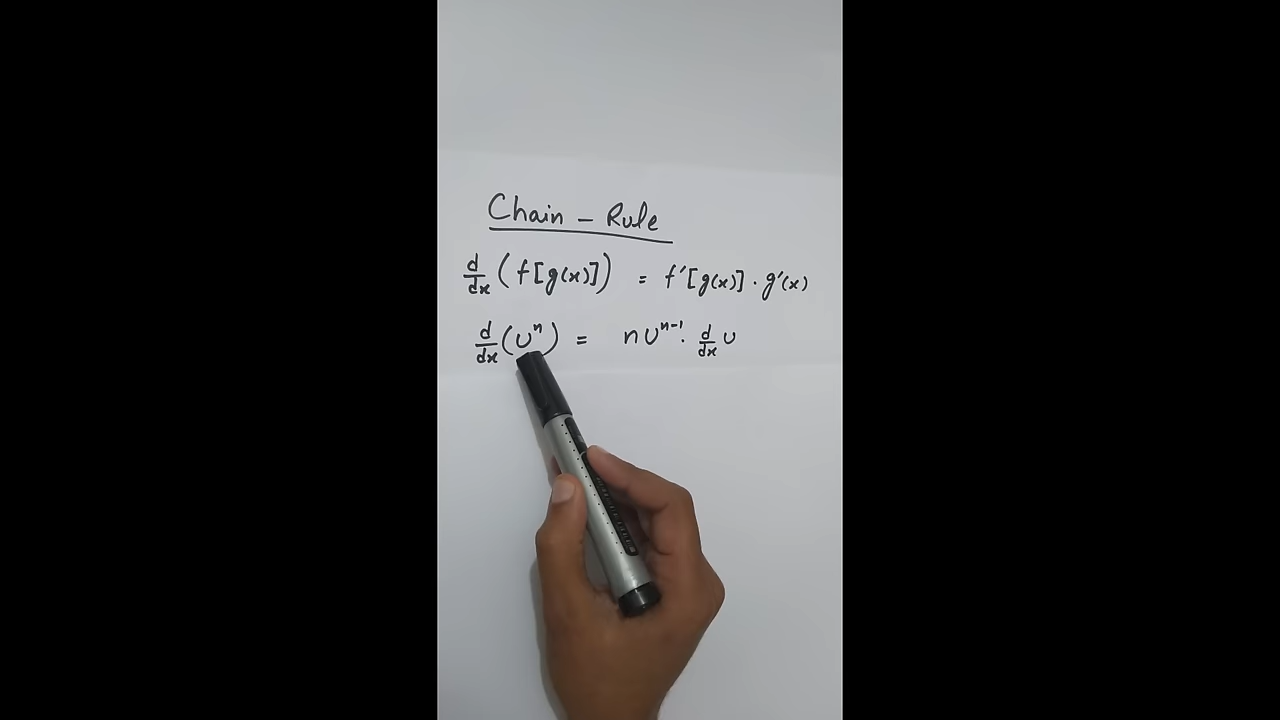 Chain - Rule
d/dx (f[g(x)]) = f'[g(x)] · g'(x)
d/dx (U^n) = n U^{n-1} · d/dx U